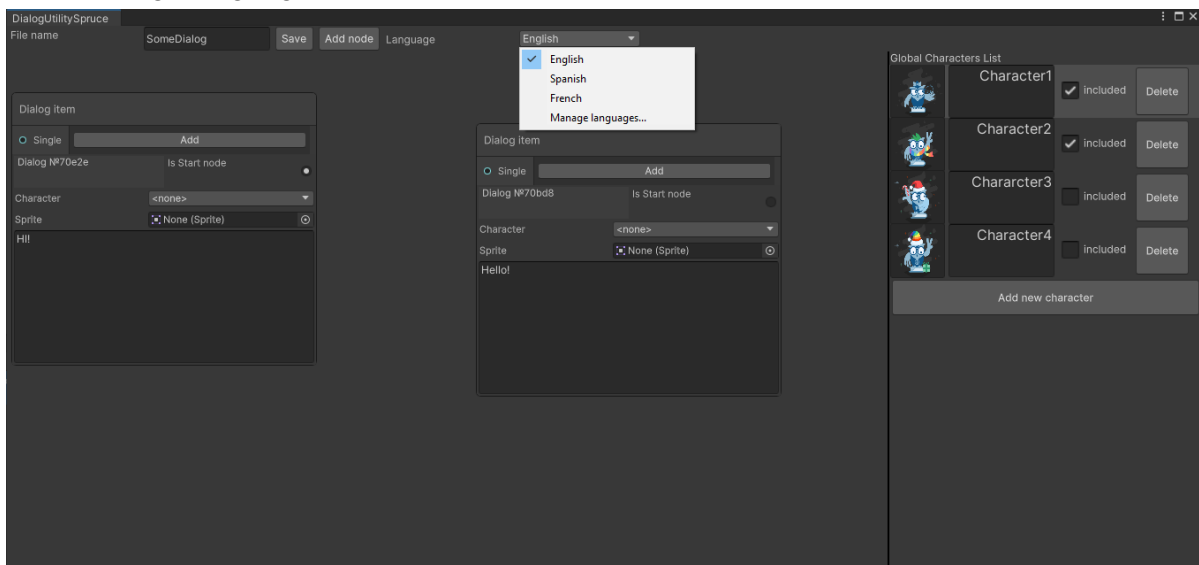 DialogUtilitySpruce
File name SomeDialog Save Add node Language English
English
Spanish
French
Manage languages...
Dialog item
Single Add
Dialog №70e2e Is Start node
Character <none>
Sprite None (Sprite)
HI!
Dialog item
Single Add
Dialog №70bd8 Is Start node
Character <none>
Sprite None (Sprite)
Hello!
Global Characters List
Character1 included Delete
Character2 included Delete
Chararcter3 included Delete
Character4 included Delete
Add new character